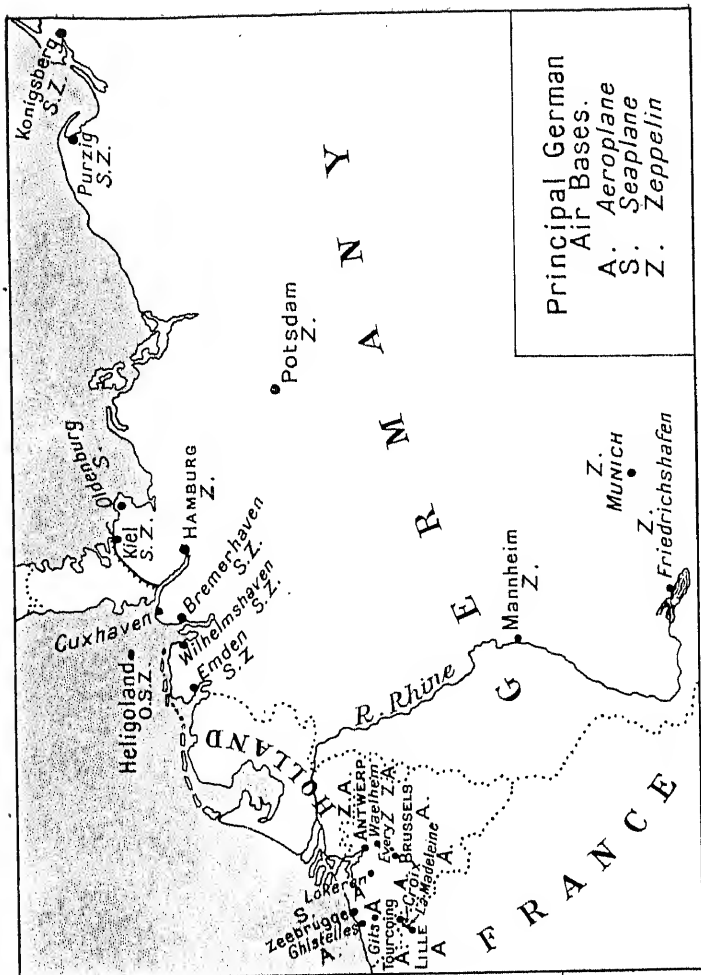 Konigsberg
S.Z.
Purzig
S.Z.
Oldenburg
S.
Kiel
S.Z.
HAMBURG
Z.
Cuxhaven
Bremerhaven
S.Z.
Wilhelmshaven
S.Z.
Emden
S.Z
Heligoland
O.S.Z.
Potsdam
Z.
GERMANY
HOLLAND
R. Rhine
Mannheim
Z.
Z.
MUNICH
Z.
Friedrichshafen
ANTWERP
Z.A.
Waelhem
Z.A.
Every Z
BRUSSELS
A.
Lokeren
A
S.
Zeebrugge
Ghistelles
A.
Gits
A
Tourcoing
A.
R-Croix
LILLE
A
La-Madeleine
A.
FRANCE
Principal German
Air Bases.
A. Aeroplane
S. Seaplane
Z. Zeppelin